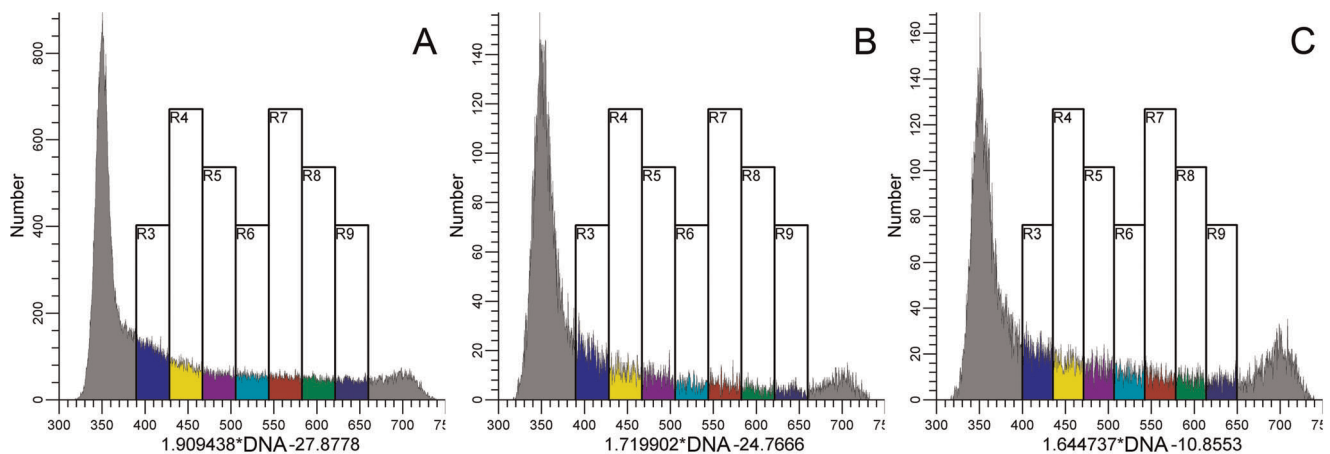 A
Number
800
600
400
200
0
R3
R4
R5
R6
R7
R8
R9
300 350 400 450 500 550 600 650 700 75
1.909438*DNA-27.8778
B
Number
140
120
100
80
60
40
20
0
R3
R4
R5
R6
R7
R8
R9
300 350 400 450 500 550 600 650 700 75
1.719902*DNA-24.7666
C
Number
160
140
120
100
80
60
40
20
0
R3
R4
R5
R6
R7
R8
R9
300 350 400 450 500 550 600 650 700 75
1.644737*DNA-10.8553